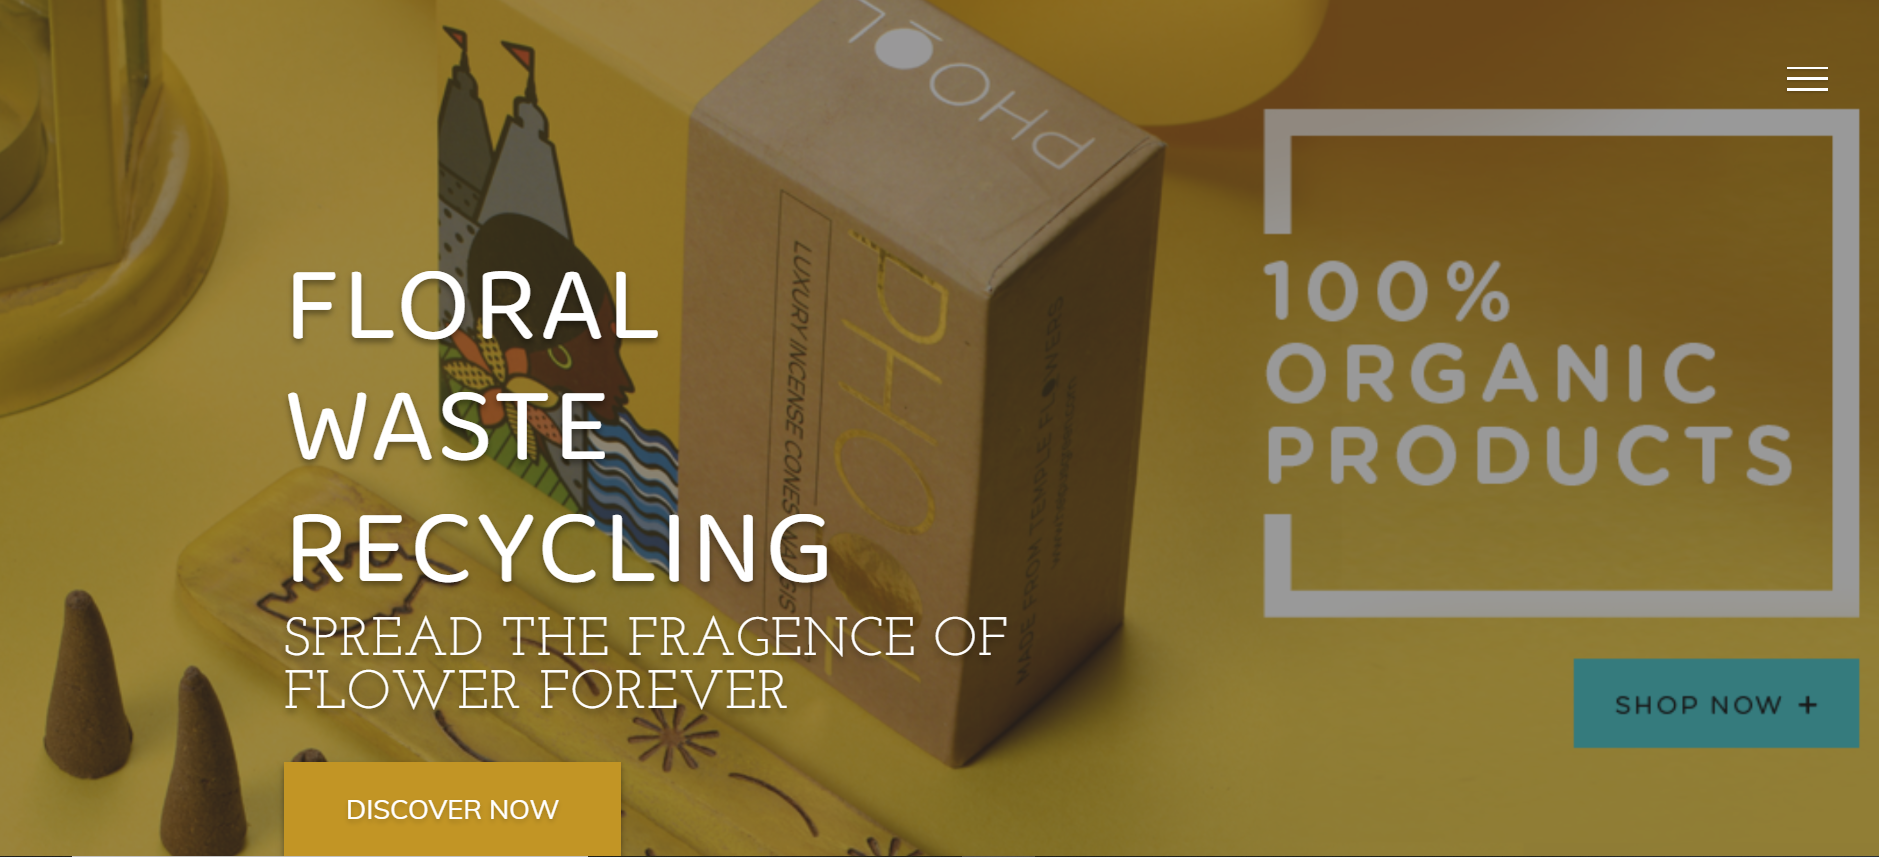 PHOOL
FLORAL
WASTE
RECYCLING
SPREAD THE FRAGENCE OF
FLOWER FOREVER
DISCOVER NOW
PHOOL
LUXURY INCENSE CONES
MADE FROM TEMPLE FLOWERS
100%
ORGANIC
PRODUCTS
SHOP NOW +